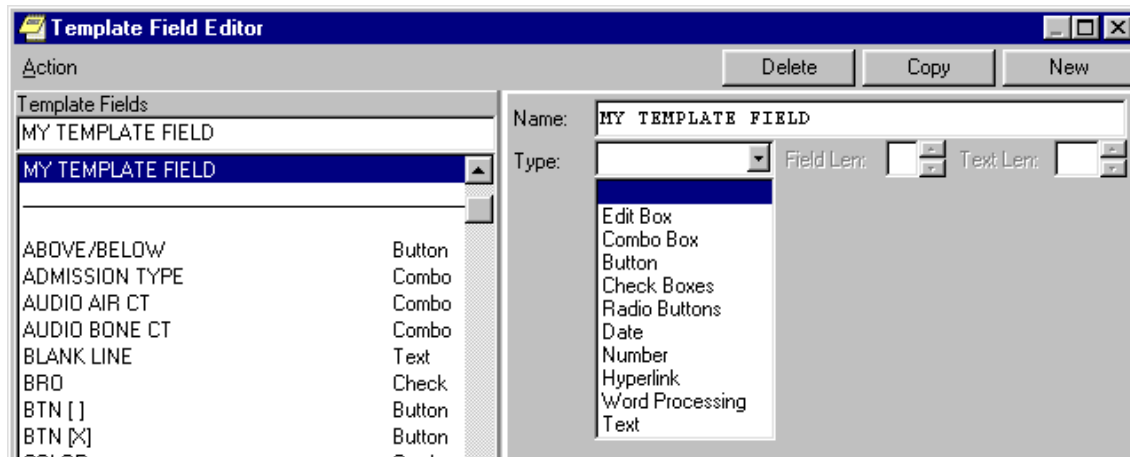 Template Field Editor
Action Delete Copy New
Template Fields
MY TEMPLATE FIELD
MY TEMPLATE FIELD
ABOVE/BELOW Button
ADMISSION TYPE Combo
AUDIO AIR CT Combo
AUDIO BONE CT Combo
BLANK LINE Text
BRO Check
BTN [ ] Button
BTN [X] Button
Name: MY TEMPLATE FIELD
Type: Field Len: Text Len:
Edit Box
Combo Box
Button
Check Boxes
Radio Buttons
Date
Number
Hyperlink
Word Processing
Text